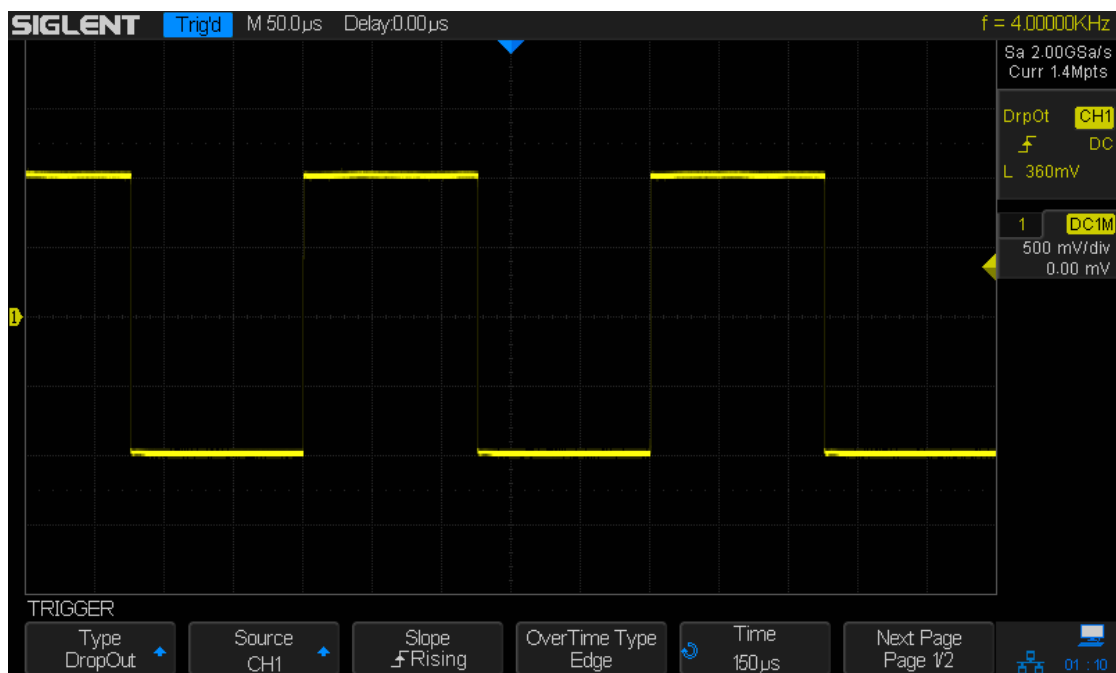 SIGLENT Trig'd M 50.0µs Delay:0.00µs f = 4.00000KHz
Sa 2.00GSa/s
Curr 1.4Mpts
DrpOt CH1
DC
L 360mV
1 DC1M
500 mV/div
0.00 mV
1
TRIGGER
Type Source Slope OverTime Type Time Next Page
DropOut CH1 Rising Edge 150µs Page 1/2
01 : 10